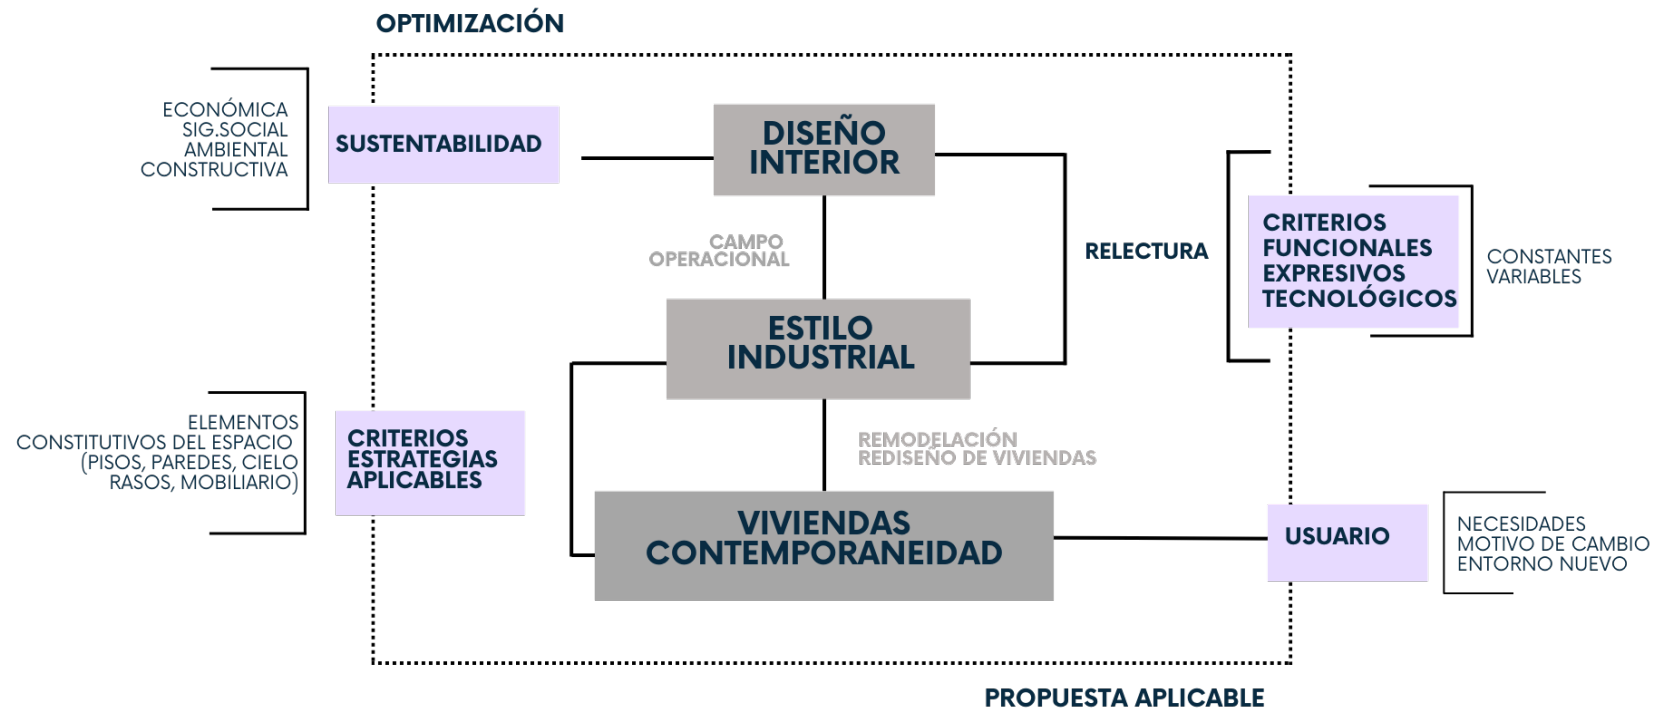 OPTIMIZACIÓN
ECONÓMICA
SIG.SOCIAL
AMBIENTAL
CONSTRUCTIVA
SUSTENTABILIDAD
DISEÑO
INTERIOR
CAMPO
OPERACIONAL
RELECTURA
CRITERIOS
FUNCIONALES
EXPRESIVOS
TECNOLÓGICOS
CONSTANTES
VARIABLES
ESTILO
INDUSTRIAL
ELEMENTOS
CONSTITUTIVOS DEL ESPACIO
(PISOS, PAREDES, CIELO
RASOS, MOBILIARIO)
CRITERIOS
ESTRATEGIAS
APLICABLES
REMODELACIÓN
REDISEÑO DE VIVIENDAS
VIVIENDAS
CONTEMPORANEIDAD
USUARIO
NECESIDADES
MOTIVO DE CAMBIO
ENTORNO NUEVO
PROPUESTA APLICABLE